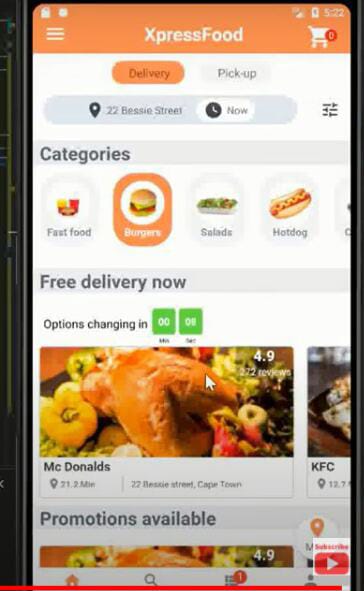 5:22
XpressFood
0
Delivery
Pick-up
22 Bessie Street
Now
Categories
Fast food
Burgers
Salads
Hotdog
Free delivery now
Options changing in
00
08
Min
Sec
4.9
272 reviews
Mc Donalds
KFC
21.2 Min
22 Bessie street, Cape Town
12.7
Promotions available
4.9
Subscribe
1